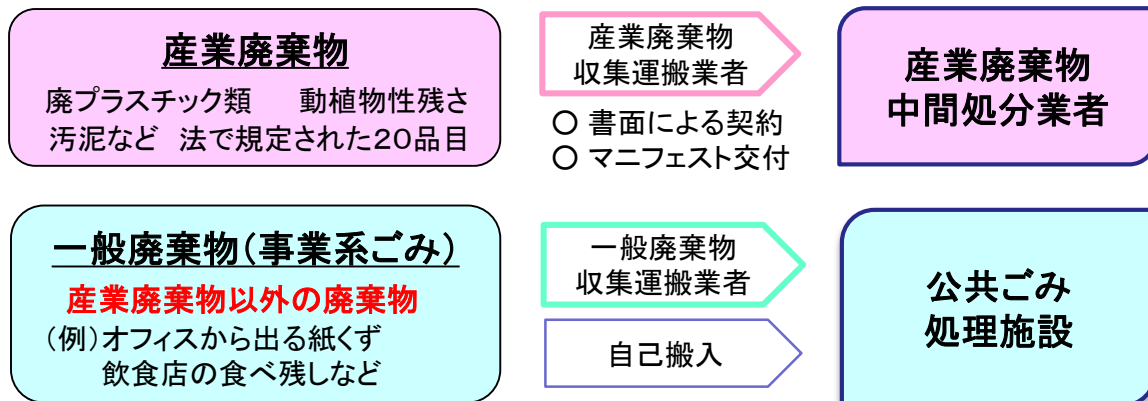 産業廃棄物
廃プラスチック類　動植物性残さ
汚泥など　法で規定された20品目
産業廃棄物
収集運搬業者
○ 書面による契約
○ マニフェスト交付
産業廃棄物
中間処分業者
一般廃棄物(事業系ごみ)
産業廃棄物以外の廃棄物
(例)オフィスから出る紙くず
飲食店の食べ残しなど
一般廃棄物
収集運搬業者
自己搬入
公共ごみ
処理施設